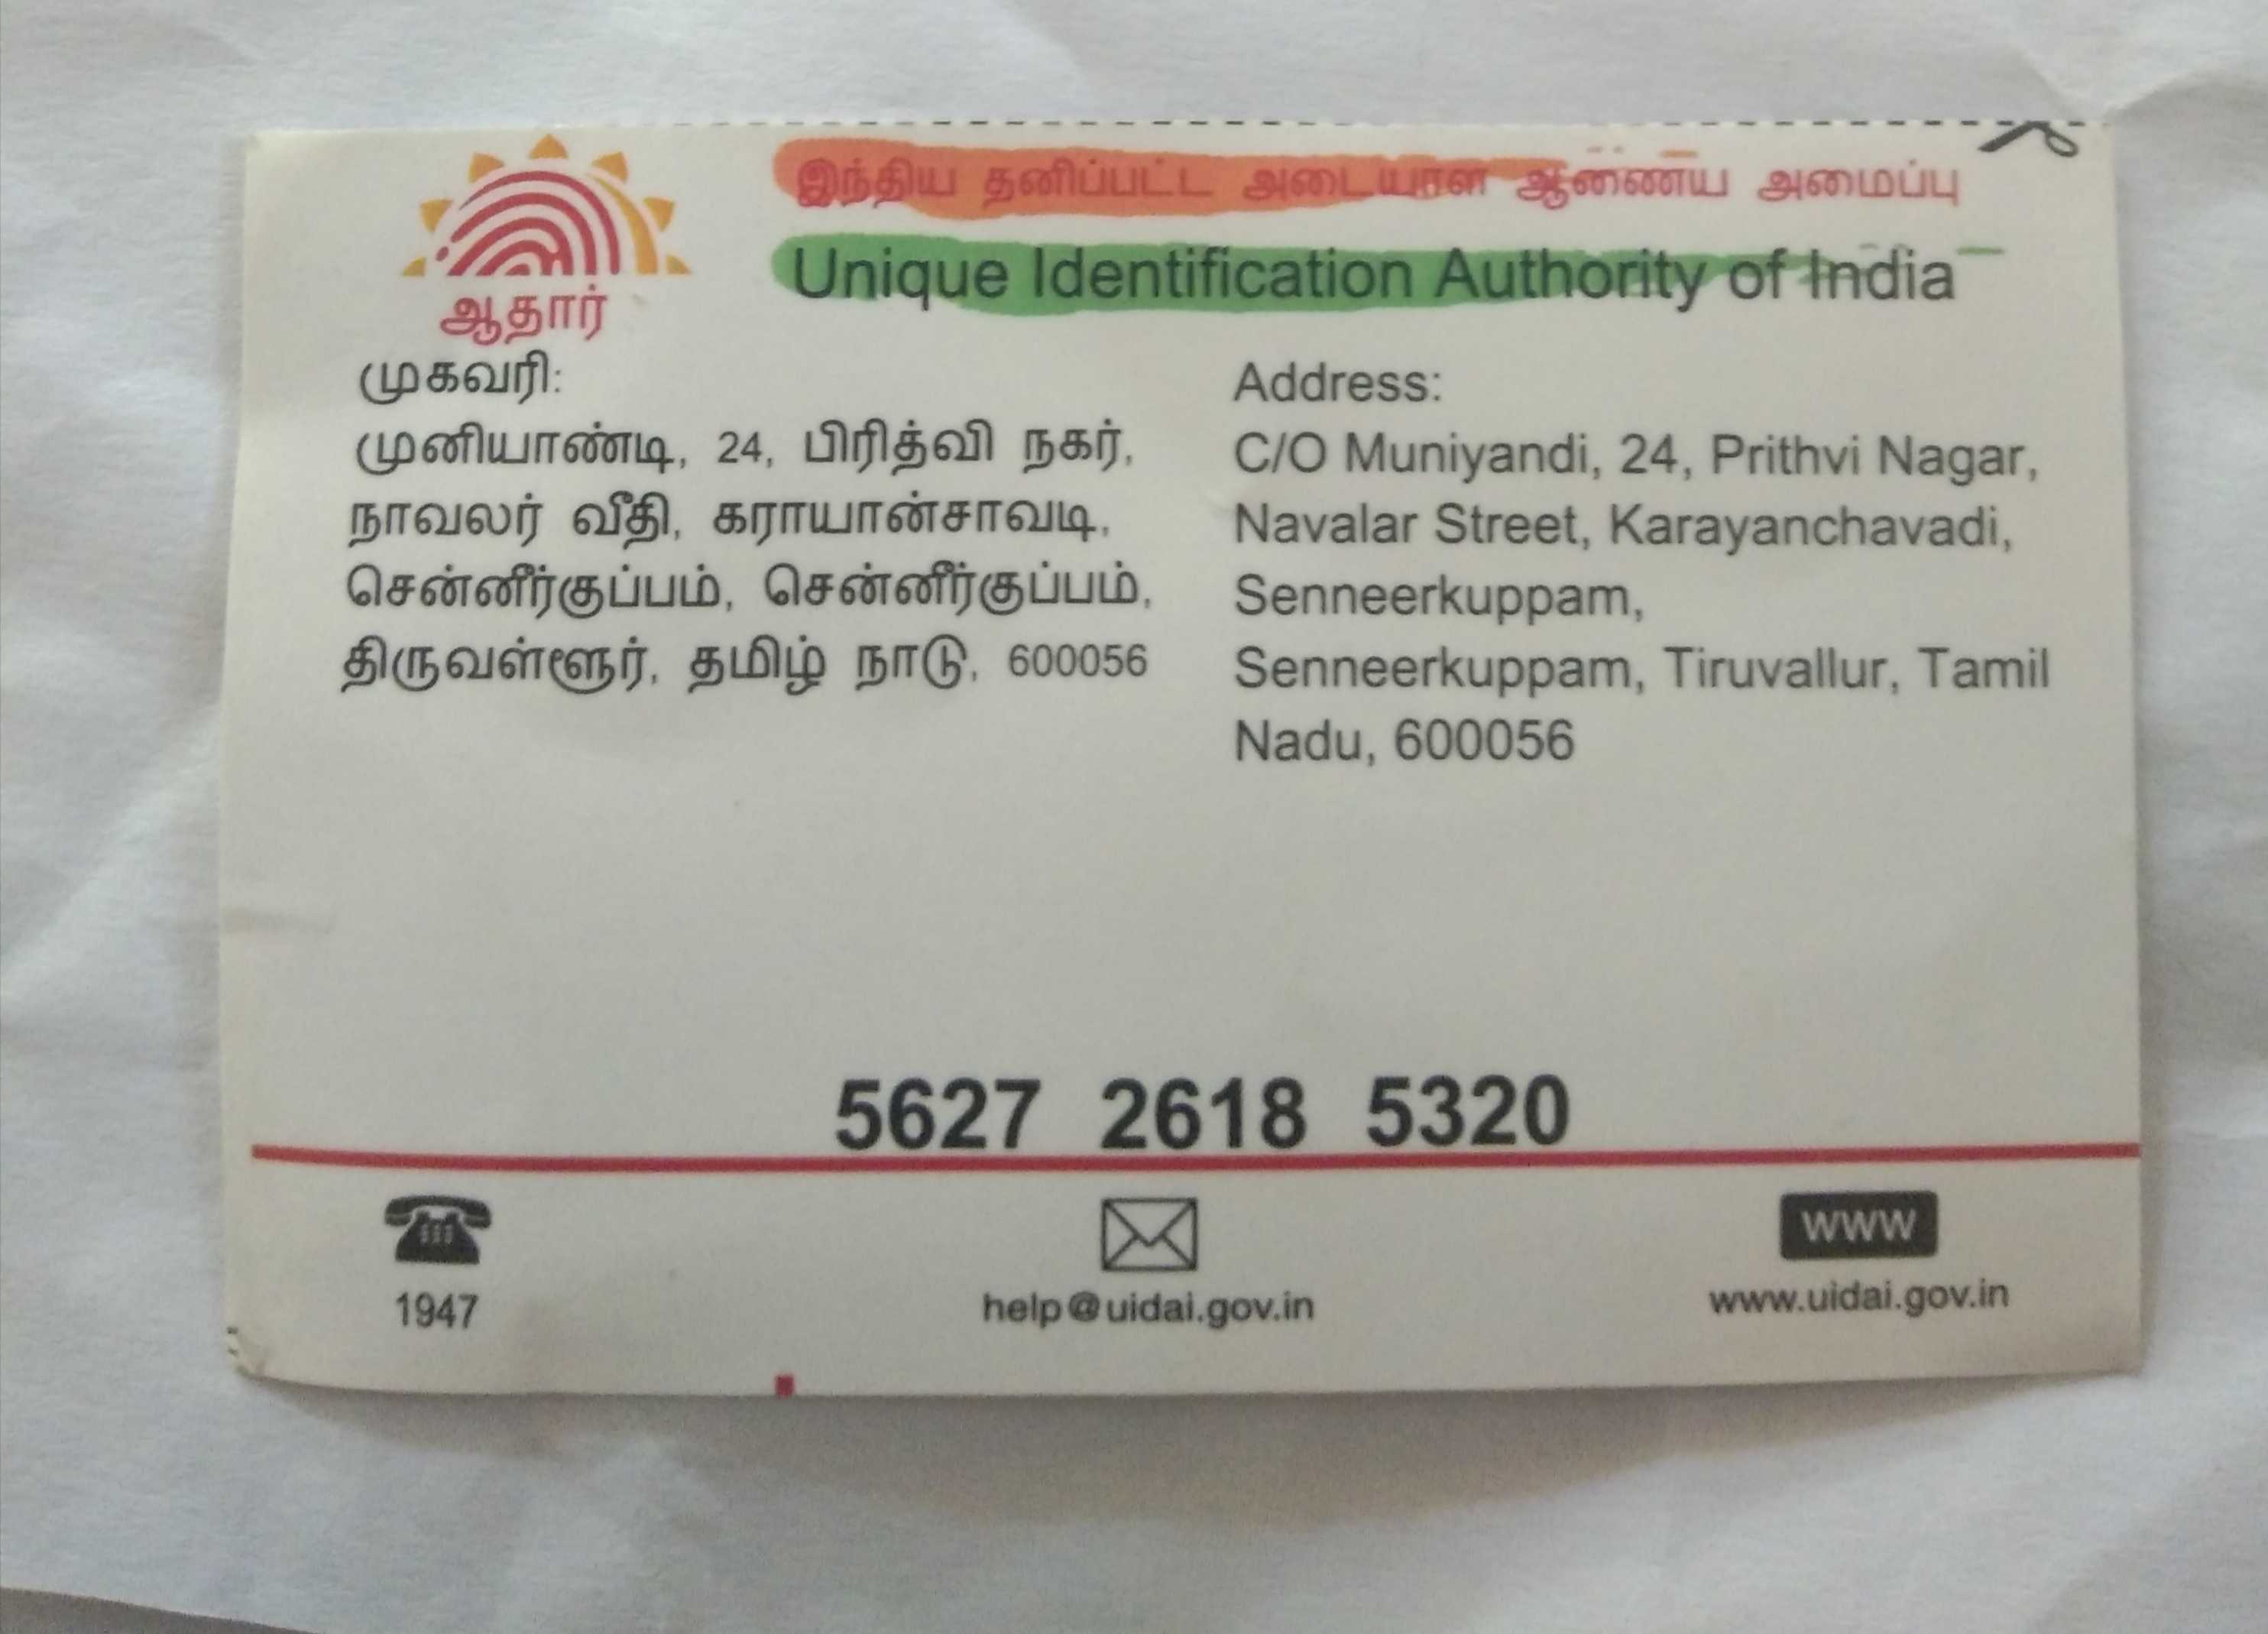 இந்திய தனிப்பட்ட அடையாள ஆணைய அமைப்பு
Unique Identification Authority of India
ஆதார்
முகவரி:
முனியாண்டி, 24, பிரித்வி நகர்,
நாவலர் வீதி, கராயான்சாவடி,
சென்னீர்குப்பம், சென்னீர்குப்பம்,
திருவள்ளூர், தமிழ் நாடு, 600056
Address:
C/O Muniyandi, 24, Prithvi Nagar,
Navalar Street, Karayanchavadi,
Senneerkuppam,
Senneerkuppam, Tiruvallur, Tamil
Nadu, 600056
5627 2618 5320
1947
help@uidai.gov.in
www
www.uidai.gov.in